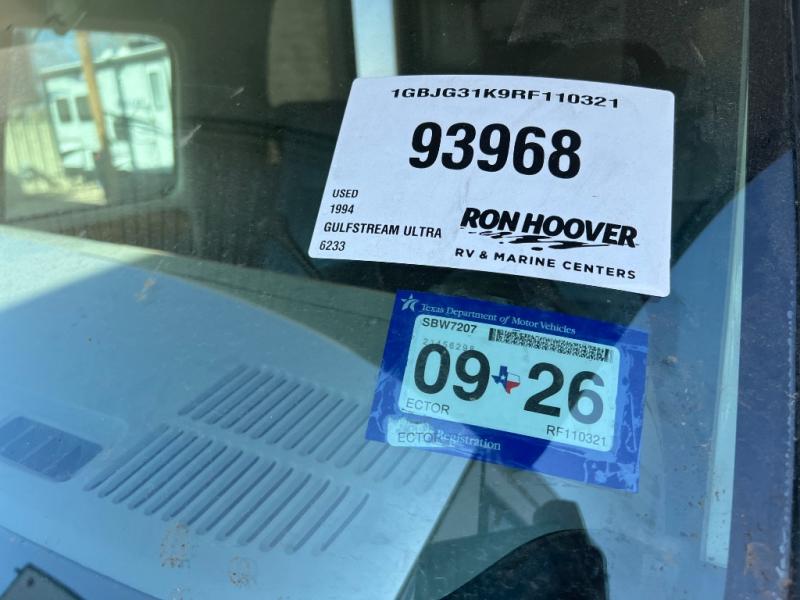 1GBJG31K9RF110321
93968
USED
1994
GULFSTREAM ULTRA
6233
RON HOOVER
RV & MARINE CENTERS
Texas Department of Motor Vehicles
SBW7207
21456298
09 26
ECTOR
RF110321
ECTOR
Registration